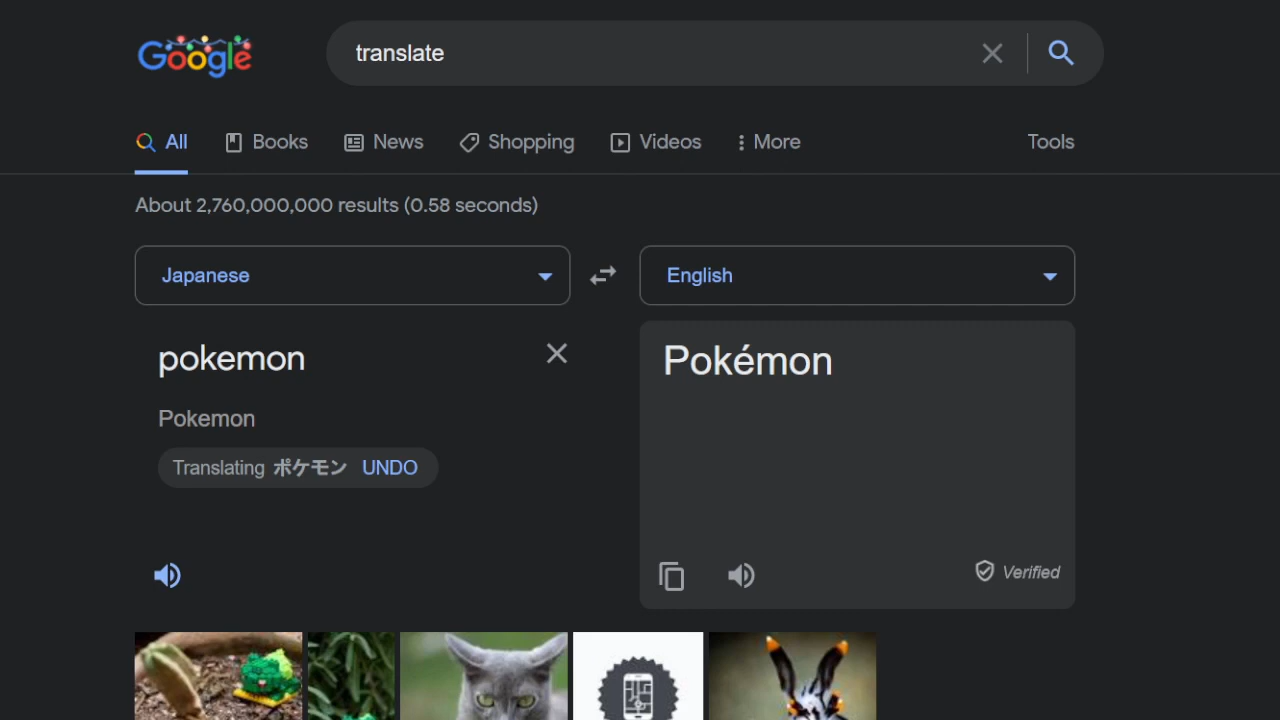 Google
translate
All Books News Shopping Videos More Tools
About 2,760,000,000 results (0.58 seconds)
Japanese English
pokemon
Pokémon
Pokemon
Translating ポケモン UNDO
Verified